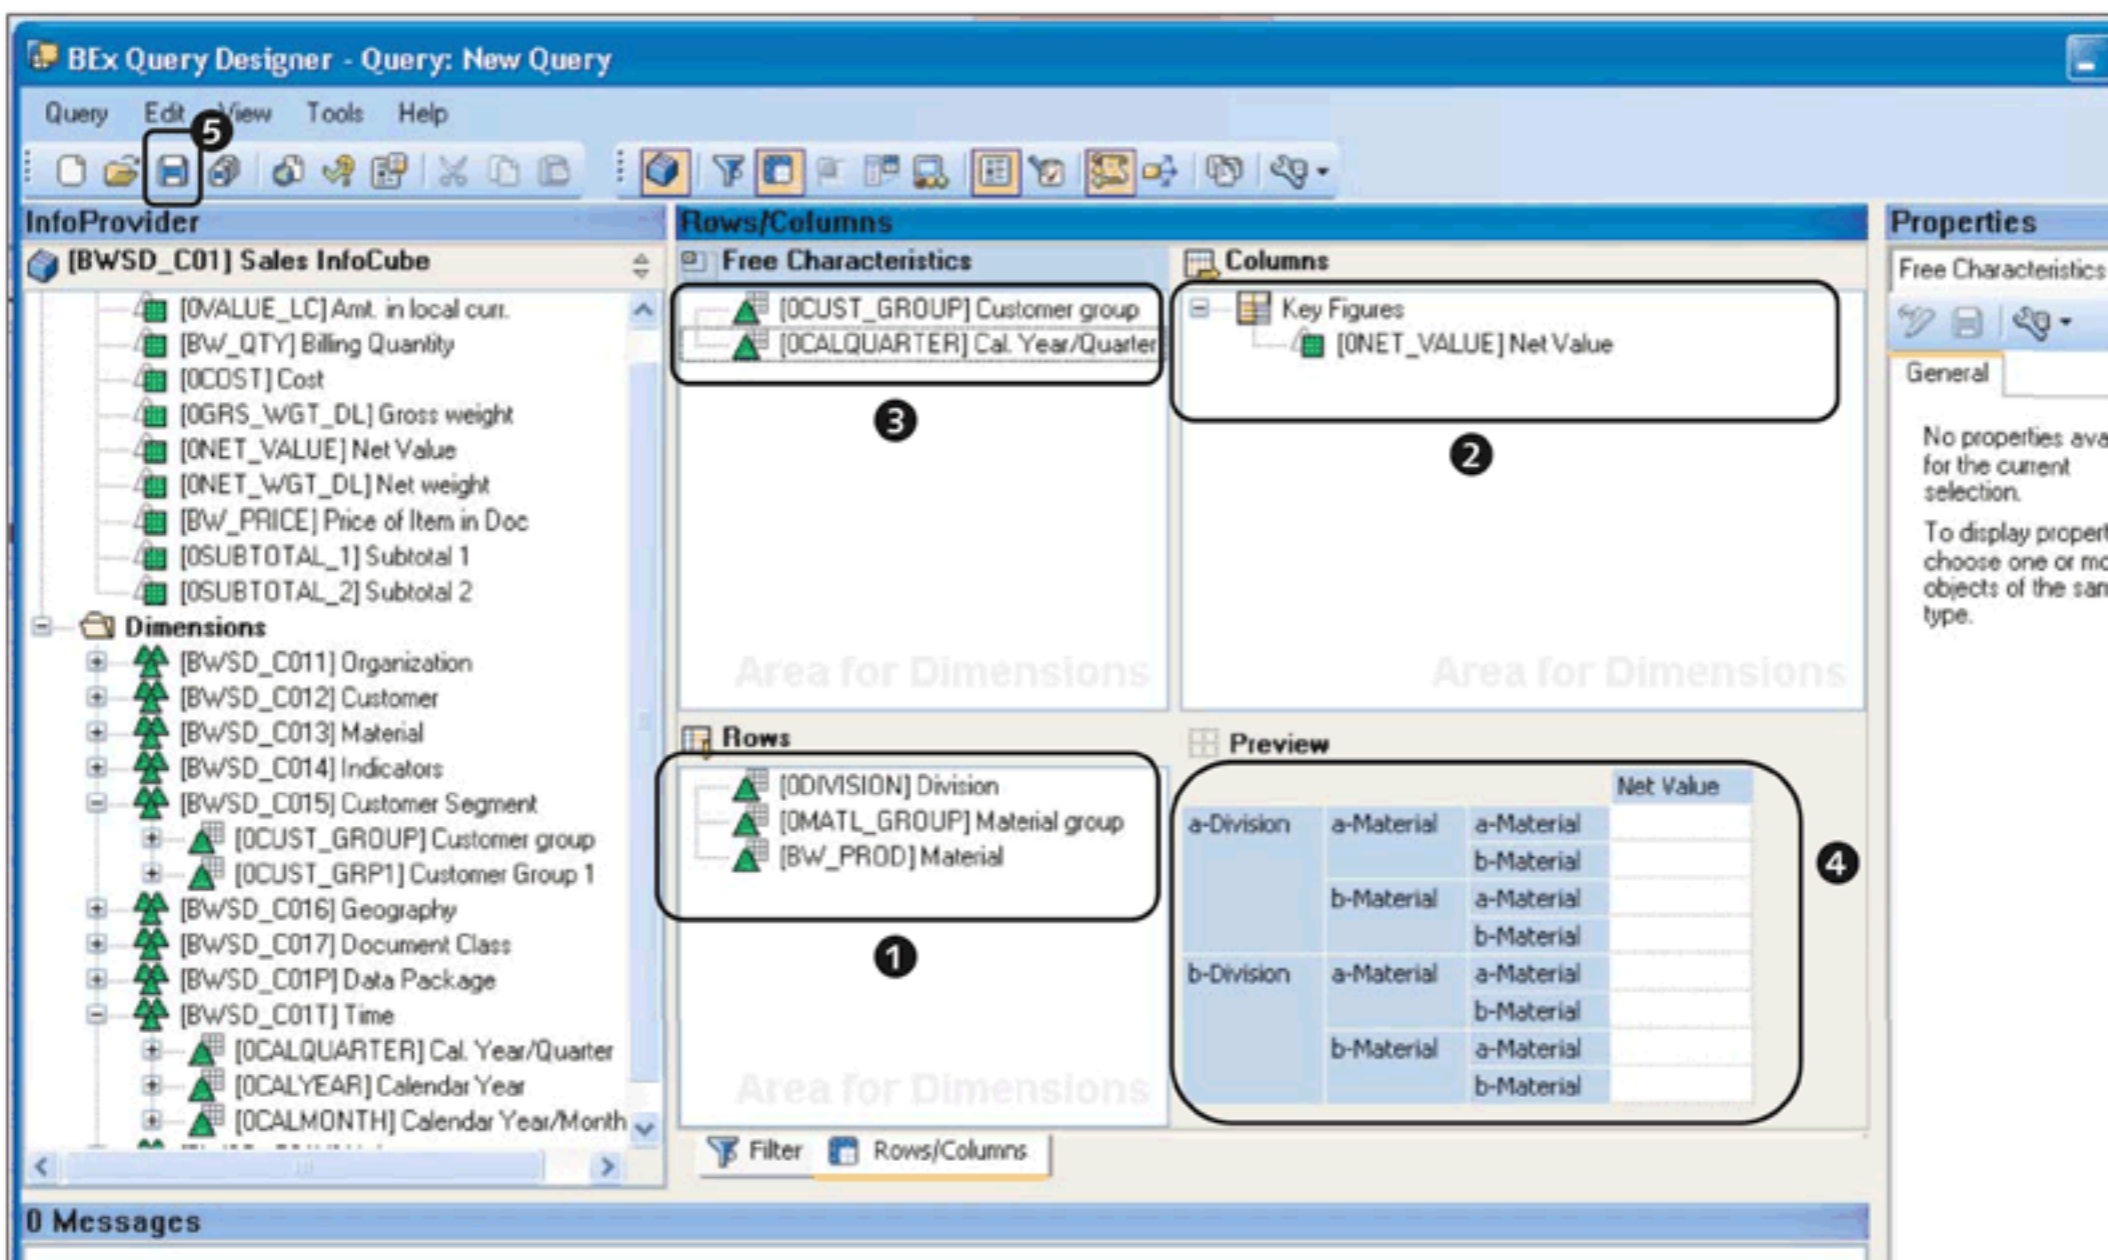 BEx Query Designer - Query: New Query
Query Edit View Tools Help
5
InfoProvider
[BWSD_C01] Sales InfoCube
[0VALUE_LC] Amt. in local curr.
[BW_QTY] Billing Quantity
[0COST] Cost
[0GRS_WGT_DL] Gross weight
[0NET_VALUE] Net Value
[0NET_WGT_DL] Net weight
[BW_PRICE] Price of Item in Doc
[0SUBTOTAL_1] Subtotal 1
[0SUBTOTAL_2] Subtotal 2
Dimensions
[BWSD_C011] Organization
[BWSD_C012] Customer
[BWSD_C013] Material
[BWSD_C014] Indicators
[BWSD_C015] Customer Segment
[0CUST_GROUP] Customer group
[0CUST_GRP1] Customer Group 1
[BWSD_C016] Geography
[BWSD_C017] Document Class
[BWSD_C01P] Data Package
[BWSD_C01T] Time
[0CALQUARTER] Cal. Year/Quarter
[0CALYEAR] Calendar Year
[0CALMONTH] Calendar Year/Month
Rows/Columns
Free Characteristics
[0CUST_GROUP] Customer group
[0CALQUARTER] Cal. Year/Quarter
3
Area for Dimensions
Columns
Key Figures
[0NET_VALUE] Net Value
2
Area for Dimensions
Rows
[0DIVISION] Division
[0MATL_GROUP] Material group
[BW_PROD] Material
1
Area for Dimensions
Preview
Net Value
a-Division a-Material a-Material
b-Material
b-Material a-Material
b-Material
b-Division a-Material a-Material
b-Material
b-Material a-Material
b-Material
4
Filter Rows/Columns
Properties
Free Characteristics
General
No properties ava
for the current
selection.
To display propert
choose one or mo
objects of the sam
type.
0 Messages